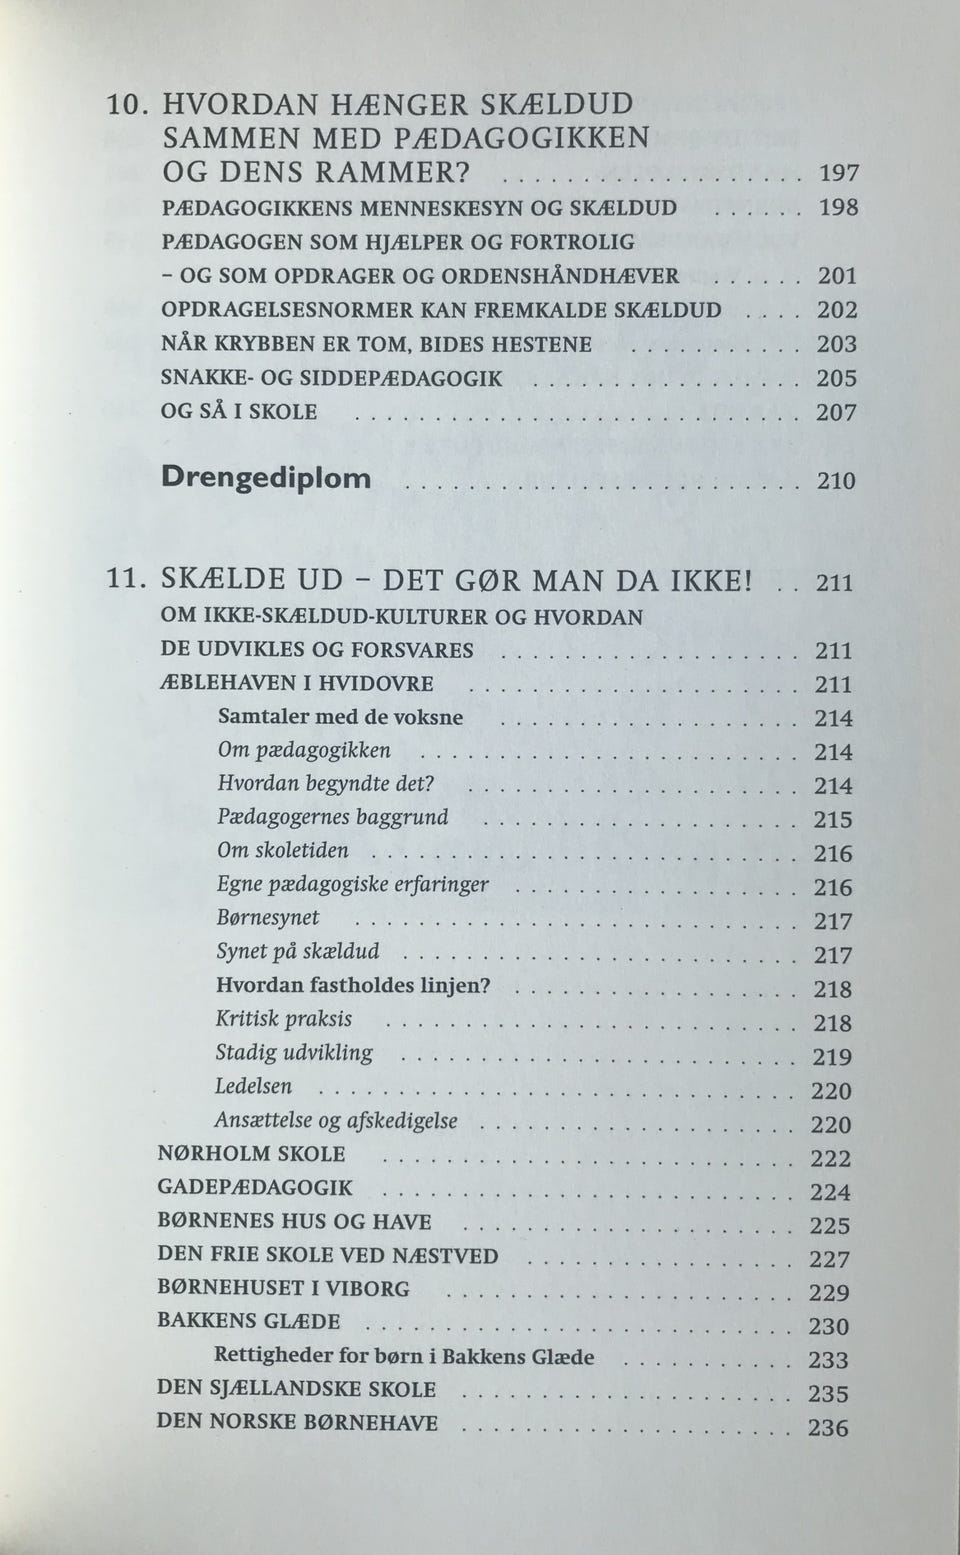 10. HVORDAN HÆNGER SKÆLDUD
SAMMEN MED PÆDAGOGIKKEN
OG DENS RAMMER? . . . . . . . . . . . . . . . . . . . 197
PÆDAGOGIKKENS MENNESKESYN OG SKÆLDUD . . . . . . 198
PÆDAGOGEN SOM HJÆLPER OG FORTROLIG
– OG SOM OPDRAGER OG ORDENSHÅNDHÆVER . . . . . . 201
OPDRAGELSESNORMER KAN FREMKALDE SKÆLDUD . . . . 202
NÅR KRYBBEN ER TOM, BIDES HESTENE . . . . . . . . . . . 203
SNAKKE- OG SIDDEPÆDAGOGIK . . . . . . . . . . . . . . . . . 205
OG SÅ I SKOLE . . . . . . . . . . . . . . . . . . . . . . . . . . . . 207
Drengediplom . . . . . . . . . . . . . . . . . . . . . . . . . 210
11. SKÆLDE UD – DET GØR MAN DA IKKE! . . 211
OM IKKE-SKÆLDUD-KULTURER OG HVORDAN
DE UDVIKLES OG FORSVARES . . . . . . . . . . . . . . . . . . . 211
ÆBLEHAVEN I HVIDOVRE . . . . . . . . . . . . . . . . . . . . . 211
Samtaler med de voksne . . . . . . . . . . . . . . . . . . . 214
Om pædagogikken . . . . . . . . . . . . . . . . . . . . . . . . 214
Hvordan begyndte det? . . . . . . . . . . . . . . . . . . . . . 214
Pædagogernes baggrund . . . . . . . . . . . . . . . . . . . . 215
Om skoletiden . . . . . . . . . . . . . . . . . . . . . . . . . . . 216
Egne pædagogiske erfaringer . . . . . . . . . . . . . . . . . . 216
Børnesynet . . . . . . . . . . . . . . . . . . . . . . . . . . . . 217
Synet på skældud . . . . . . . . . . . . . . . . . . . . . . . . . 217
Hvordan fastholdes linjen? . . . . . . . . . . . . . . . . . . 218
Kritisk praksis . . . . . . . . . . . . . . . . . . . . . . . . . . 218
Stadig udvikling . . . . . . . . . . . . . . . . . . . . . . . . . 219
Ledelsen . . . . . . . . . . . . . . . . . . . . . . . . . . . . . . 220
Ansættelse og afskedigelse . . . . . . . . . . . . . . . . . . . . 220
NØRHOLM SKOLE . . . . . . . . . . . . . . . . . . . . . . . . . . 222
GADEPÆDAGOGIK . . . . . . . . . . . . . . . . . . . . . . . . . . 224
BØRNENES HUS OG HAVE . . . . . . . . . . . . . . . . . . . . . 225
DEN FRIE SKOLE VED NÆSTVED . . . . . . . . . . . . . . . . . 227
BØRNEHUSET I VIBORG . . . . . . . . . . . . . . . . . . . . . . 229
BAKKENS GLÆDE . . . . . . . . . . . . . . . . . . . . . . . . . . . 230
Rettigheder for børn i Bakkens Glæde . . . . . . . . . . . 233
DEN SJÆLLANDSKE SKOLE . . . . . . . . . . . . . . . . . . . . . 235
DEN NORSKE BØRNEHAVE . . . . . . . . . . . . . . . . . . . . . 236